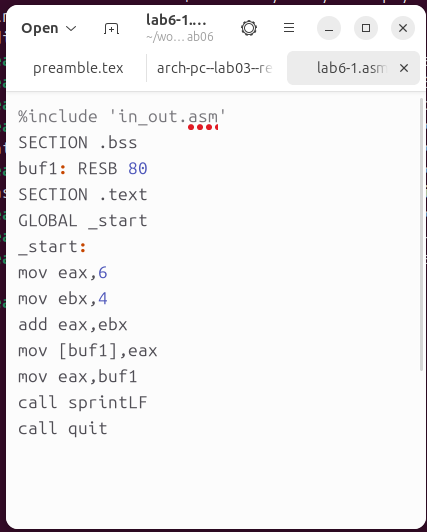 Open
lab6-1....
~/wo...ab06
preamble.tex
arch-pc--lab03--re
lab6-1.asm
%include 'in_out.asm'
SECTION .bss
buf1: RESB 80
SECTION .text
GLOBAL _start
_start:
mov eax,6
mov ebx,4
add eax,ebx
mov [buf1],eax
mov eax,buf1
call sprintLF
call quit